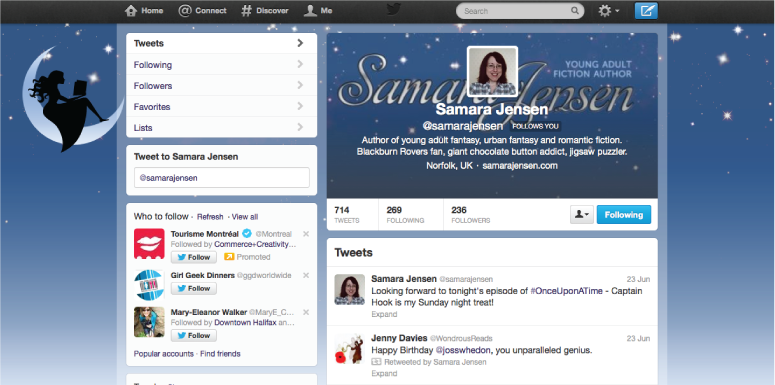 Home
Connect
Discover
Me
Search
Tweets
Following
Followers
Favorites
Lists
Tweet to Samara Jensen
@samarajensen
Who to follow · Refresh · View all
Tourisme Montréal @Montreal
Followed by Commerce+Creativity...
Follow
Promoted
Girl Geek Dinners @ggdworldwide
Follow
Mary-Eleanor Walker @MaryE_C...
Followed by Downtown Halifax an...
Follow
Popular accounts · Find friends
YOUNG ADULT
FICTION AUTHOR
Samara Jensen
Samara Jensen
@samarajensen FOLLOWS YOU
Author of young adult fantasy, urban fantasy and romantic fiction.
Blackburn Rovers fan, giant chocolate button addict, jigsaw puzzler.
Norfolk, UK · samarajensen.com
714
TWEETS
269
FOLLOWING
236
FOLLOWERS
Following
Tweets
Samara Jensen @samarajensen 23 Jun
Looking forward to tonight's episode of #OnceUponATime - Captain
Hook is my Sunday night treat!
Expand
Jenny Davies @WondrousReads 23 Jun
Happy Birthday @josswhedon, you unparalleled genius.
Retweeted by Samara Jensen
Expand